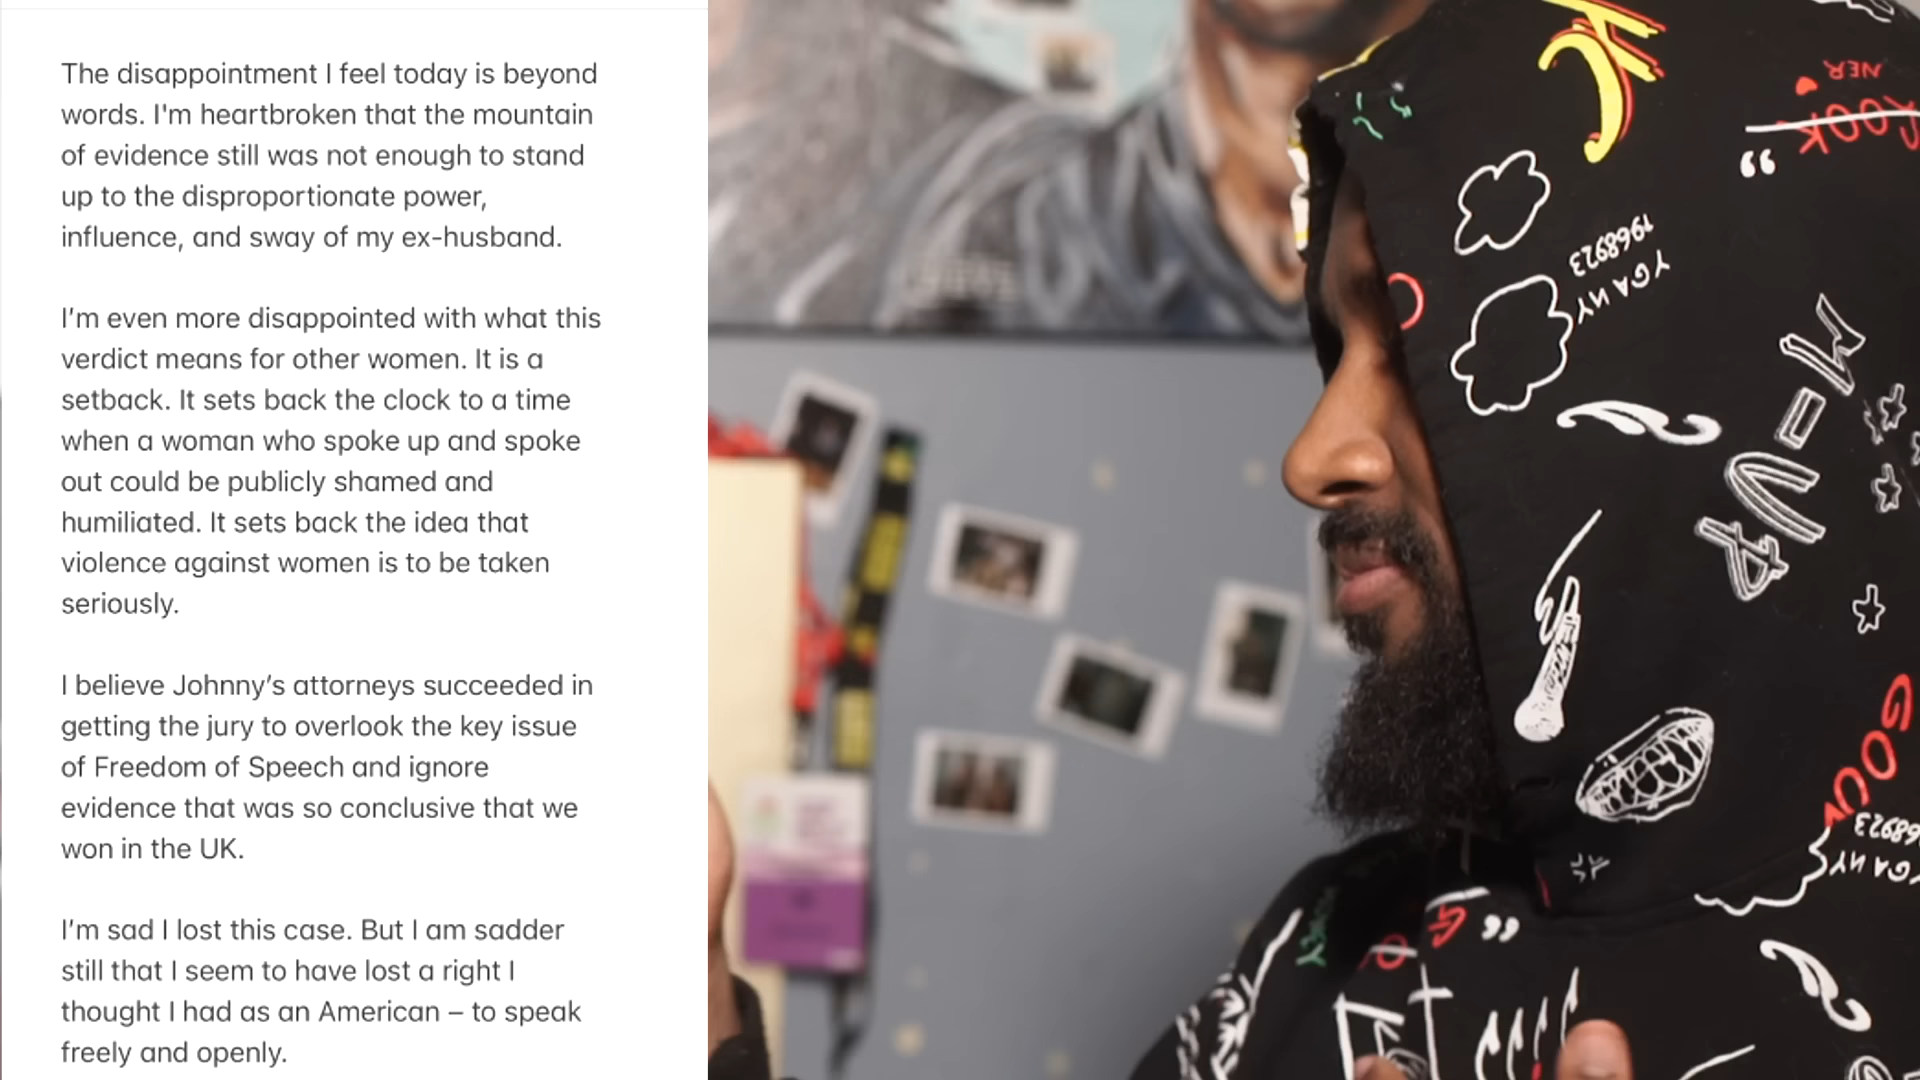 The disappointment I feel today is beyond
words. I'm heartbroken that the mountain
of evidence still was not enough to stand
up to the disproportionate power,
influence, and sway of my ex-husband.
I'm even more disappointed with what this
verdict means for other women. It is a
setback. It sets back the clock to a time
when a woman who spoke up and spoke
out could be publicly shamed and
humiliated. It sets back the idea that
violence against women is to be taken
seriously.
I believe Johnny's attorneys succeeded in
getting the jury to overlook the key issue
of Freedom of Speech and ignore
evidence that was so conclusive that we
won in the UK.
I'm sad I lost this case. But I am sadder
still that I seem to have lost a right I
thought I had as an American – to speak
freely and openly.
1968923